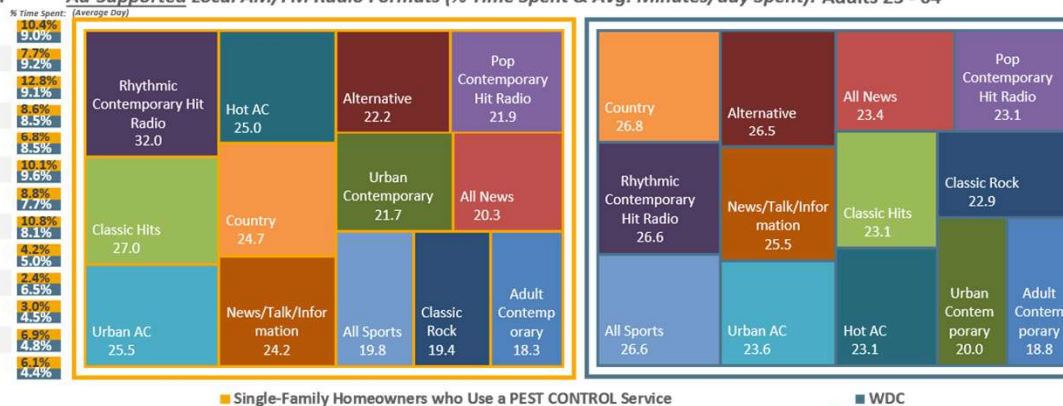 Ad-Supported Local AM/FM Radio Formats (% Time Spent & Avg. Minutes/day Spent): Adults 25 - 64
% Time Spent: (Average Day)
10.4%
9.0%
7.7%
9.2%
12.8%
9.1%
8.6%
8.5%
6.8%
8.5%
10.1%
9.6%
8.8%
7.7%
10.8%
8.1%
4.2%
5.0%
2.4%
6.5%
3.0%
4.5%
6.9%
4.8%
6.1%
4.4%
Rhythmic
Contemporary Hit
Radio
32.0
Classic Hits
27.0
Urban AC
25.5
Hot AC
25.0
Country
24.7
News/Talk/Infor
mation
24.2
Alternative
22.2
Pop
Contemporary
Hit Radio
21.9
Urban
Contemporary
21.7
All News
20.3
All Sports
19.8
Classic
Rock
19.4
Adult
Contemp
orary
18.3
Country
26.8
Rhythmic
Contemporary
Hit Radio
26.6
All Sports
26.6
Alternative
26.5
News/Talk/Infor
mation
25.5
Urban AC
23.6
All News
23.4
Pop
Contemporary
Hit Radio
23.1
Classic Hits
23.1
Hot AC
23.1
Classic Rock
22.9
Urban
Contem
porary
20.0
Adult
Contem
porary
18.8
Single-Family Homeowners who Use a PEST CONTROL Service
WDC